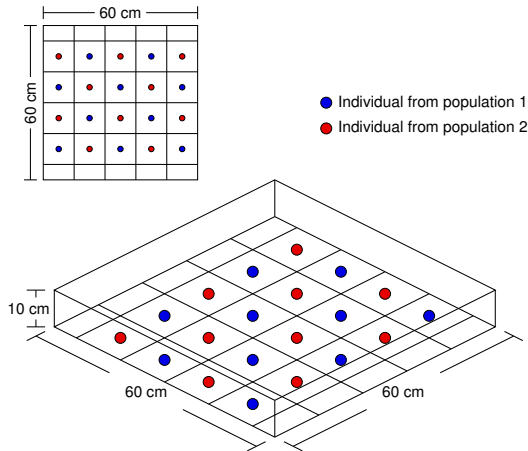 60 cm
60 cm
Individual from population 1
Individual from population 2
10 cm
60 cm
60 cm